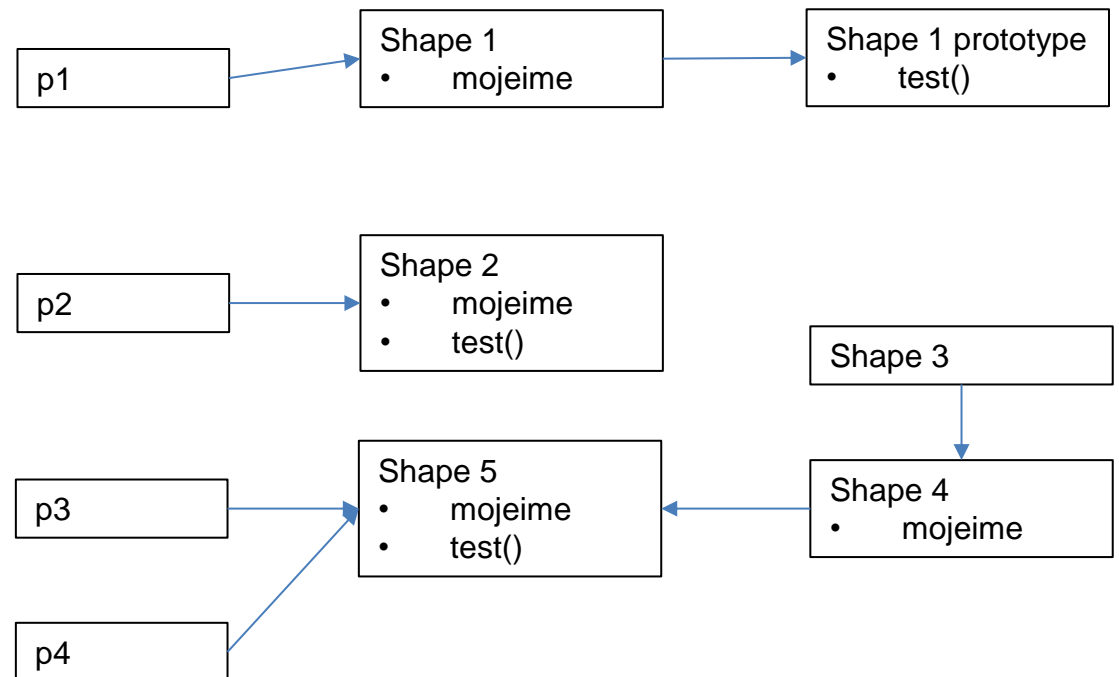 p1
Shape 1
• mojeime
Shape 1 prototype
• test()
p2
Shape 2
• mojeime
• test()
Shape 3
p3
Shape 5
• mojeime
• test()
Shape 4
• mojeime
p4